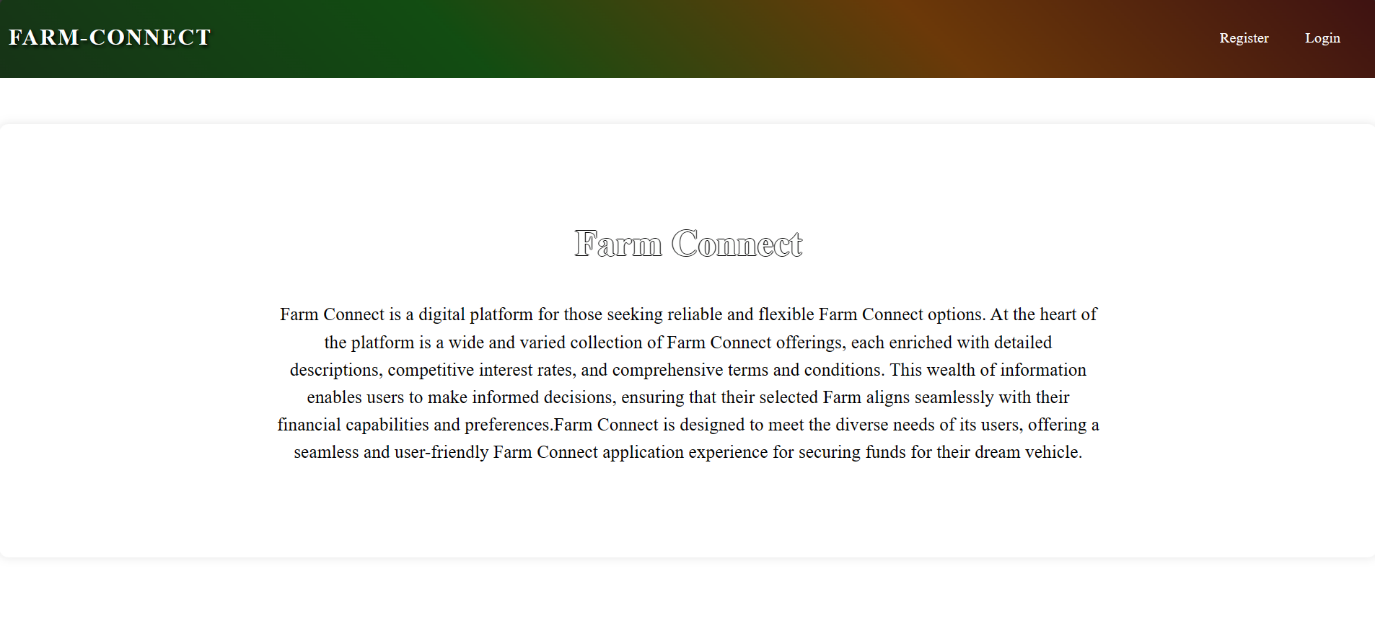 FARM-CONNECT
Register
Login
Farm Connect
Farm Connect is a digital platform for those seeking reliable and flexible Farm Connect options. At the heart of
the platform is a wide and varied collection of Farm Connect offerings, each enriched with detailed
descriptions, competitive interest rates, and comprehensive terms and conditions. This wealth of information
enables users to make informed decisions, ensuring that their selected Farm aligns seamlessly with their
financial capabilities and preferences.Farm Connect is designed to meet the diverse needs of its users, offering a
seamless and user-friendly Farm Connect application experience for securing funds for their dream vehicle.